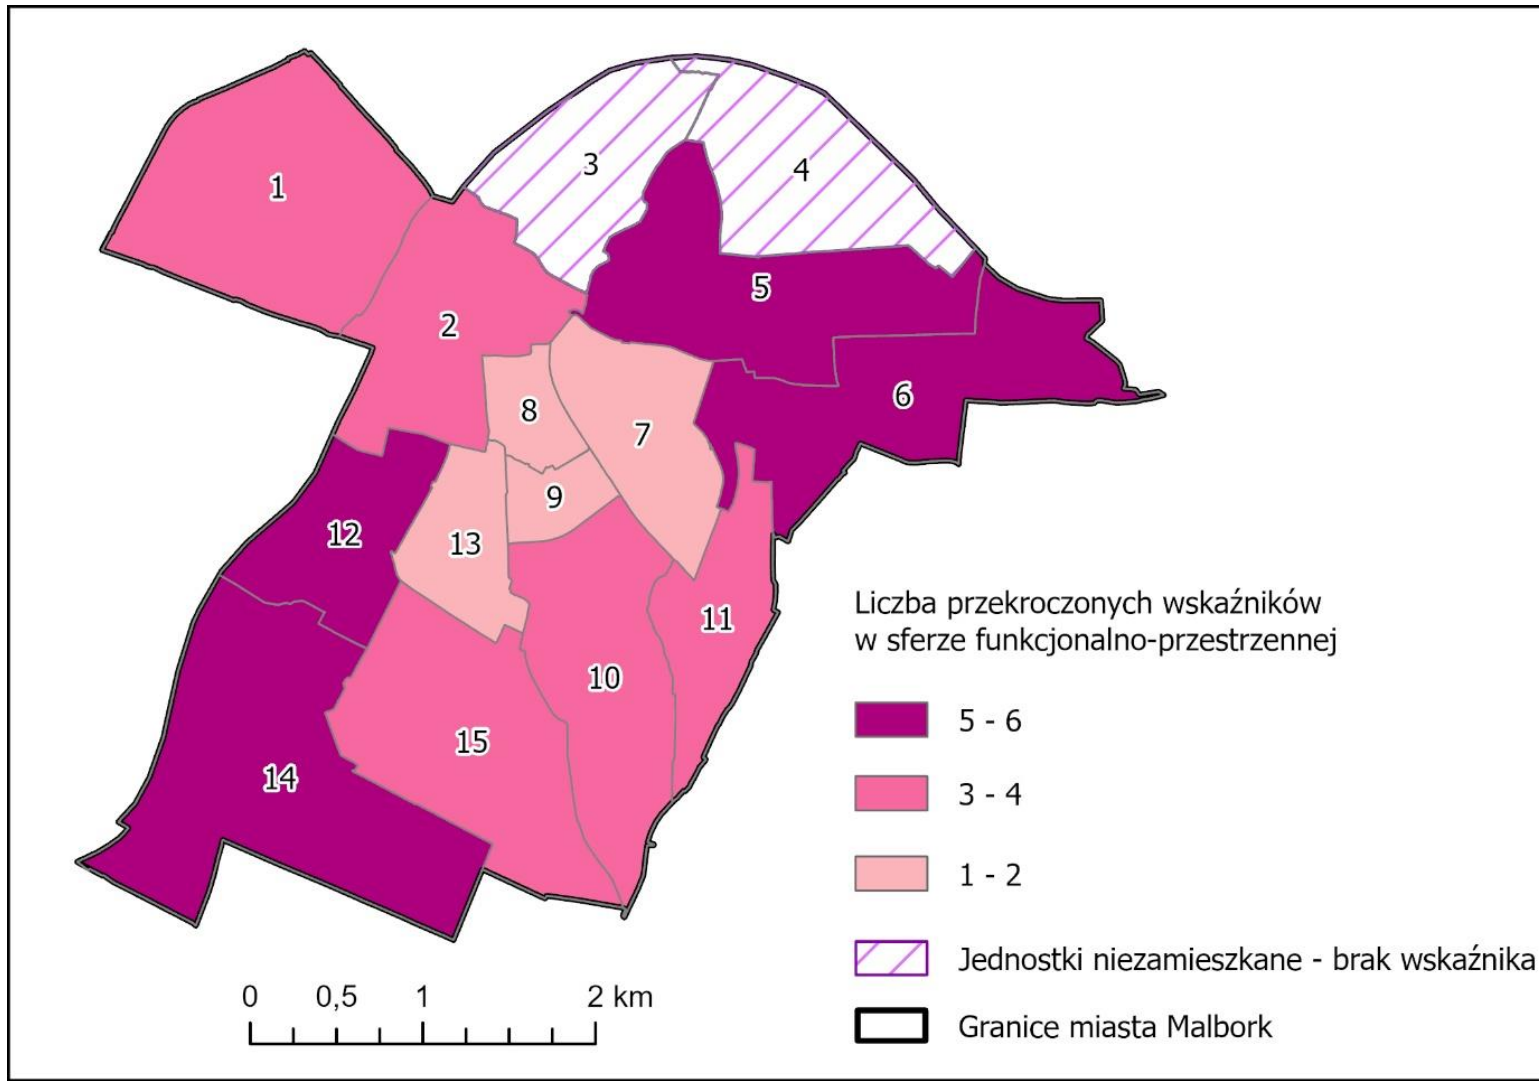 1
3
4
5
2
6
8
7
9
12
13
11
10
15
14
Liczba przekroczonych wskaźników
w sferze funkcjonalno-przestrzennej
5 - 6
3 - 4
1 - 2
Jednostki niezamieszkane - brak wskaźnika
Granice miasta Malbork
0 0,5 1 2 km